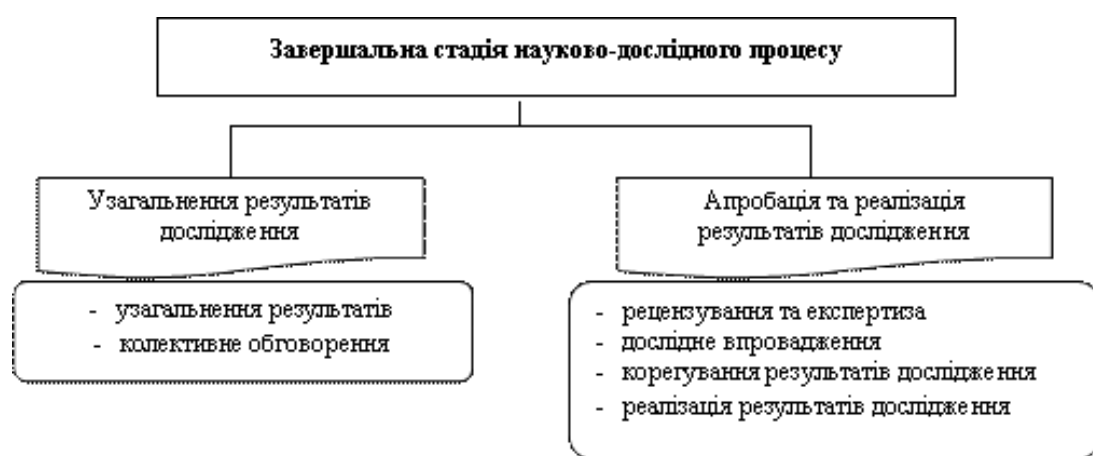 Завершальна стадія науково-дослідного процесу
Узагальнення результатів
дослідження
- узагальнення результатів
- колективне обговорення
Апробація та реалізація
результатів дослідження
- рецензування та експертиза
- дослідне впровадження
- корегування результатів дослідження
- реалізація результатів дослідження